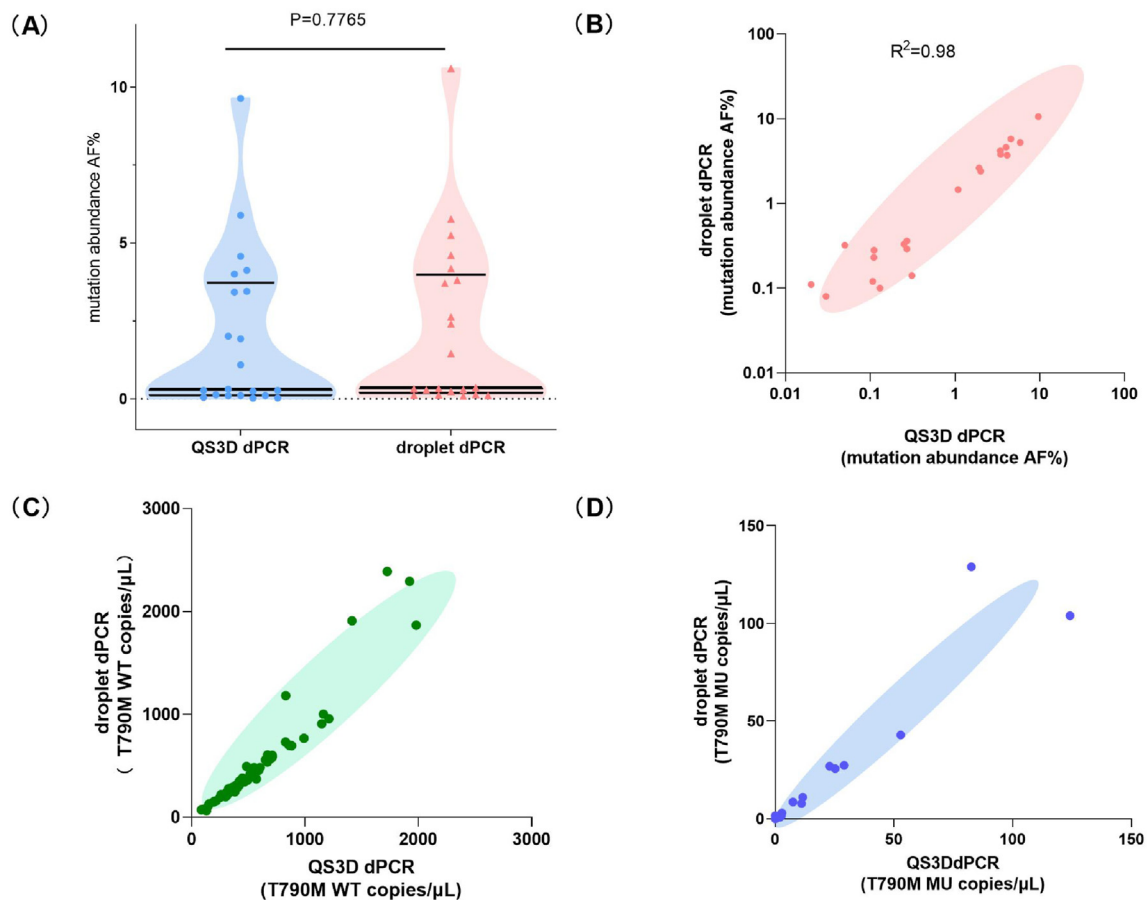 (A)
P=0.7765
mutation abundance AF%
10
5
0
QS3D dPCR
droplet dPCR
(B)
R²=0.98
droplet dPCR
(mutation abundance AF%)
100
10
1
0.1
0.01
0.01 0.1 1 10 100
QS3D dPCR
(mutation abundance AF%)
(C)
droplet dPCR
( T790M WT copies/μL)
3000
2000
1000
0
0 1000 2000 3000
QS3D dPCR
(T790M WT copies/μL)
(D)
droplet dPCR
(T790M MU copies/μL)
150
100
50
0
0 50 100 150
QS3DdPCR
(T790M MU copies/μL)